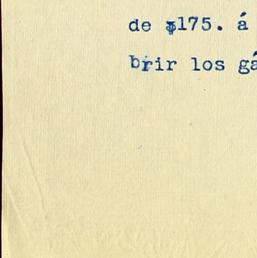 de $175. á
brir los gá